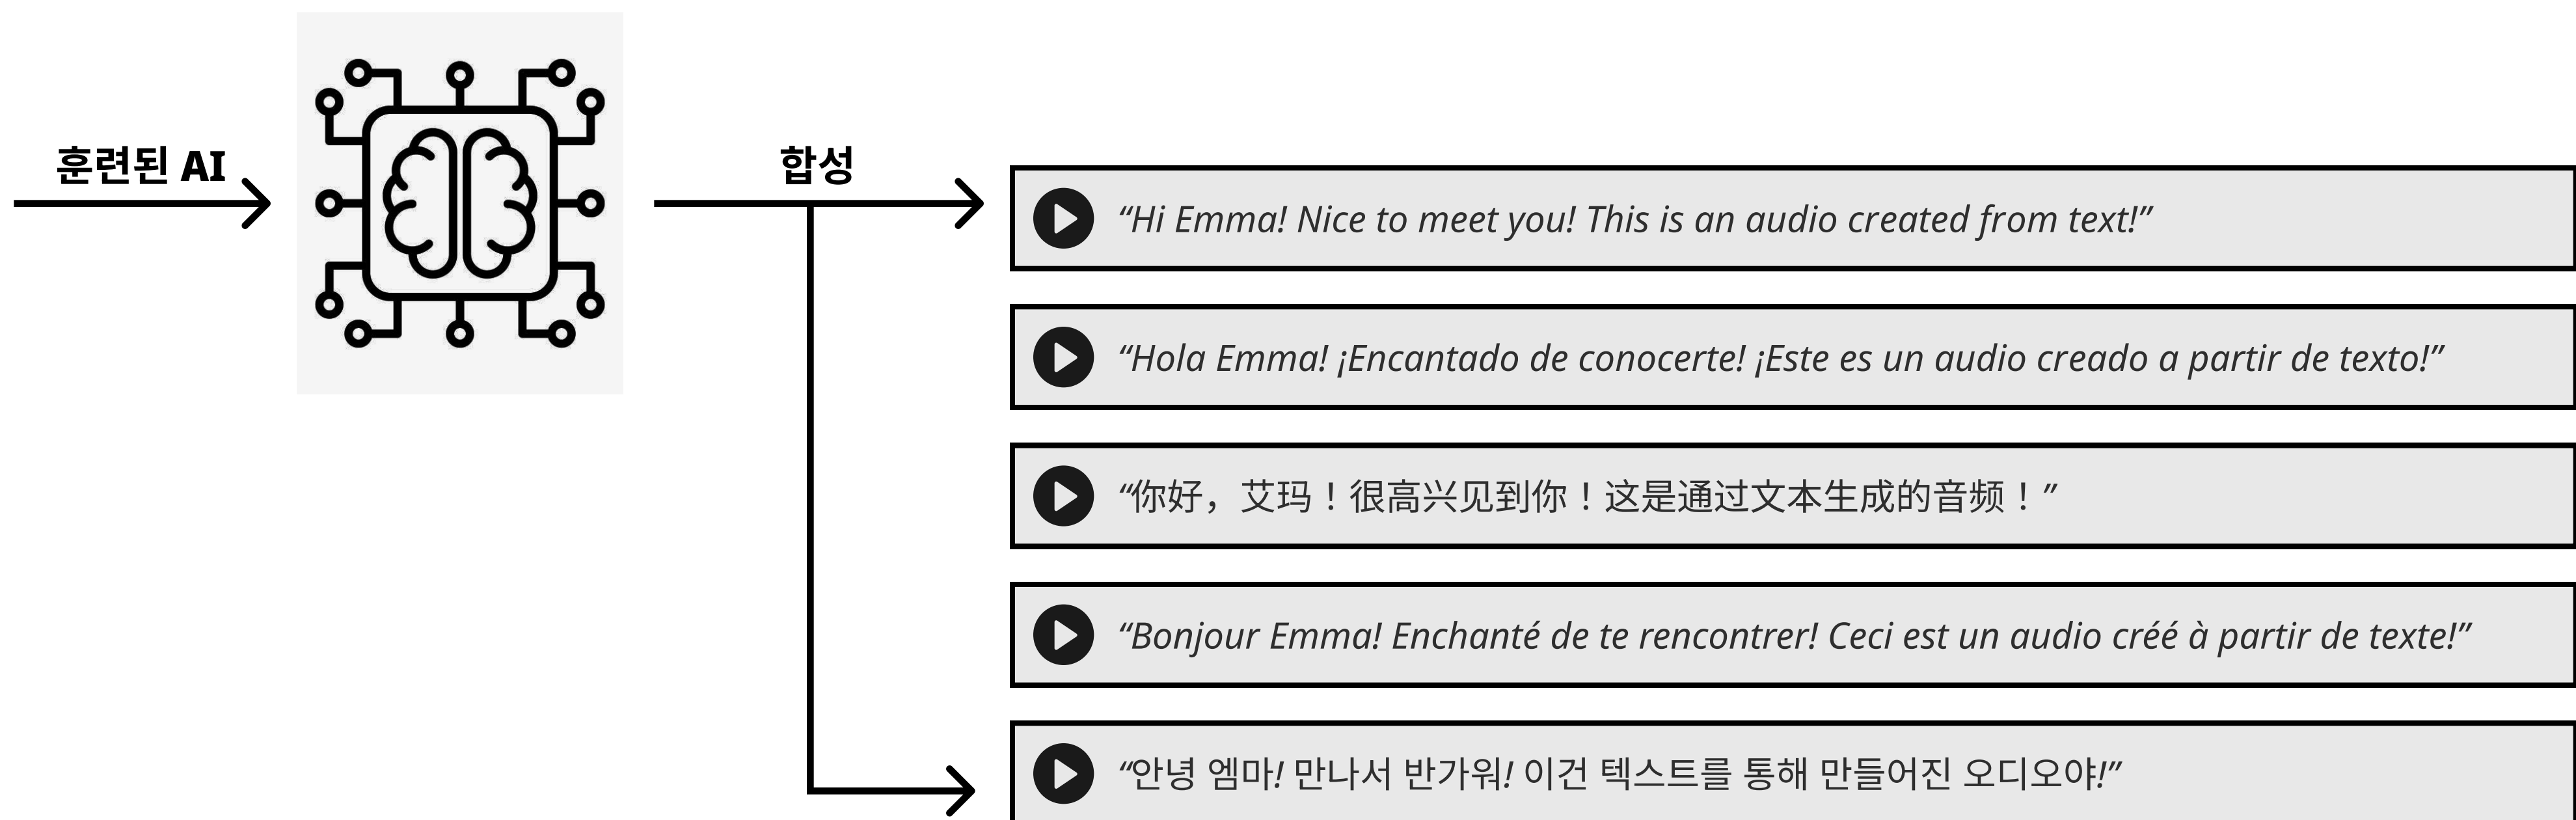 훈련된 AI
합성
“Hi Emma! Nice to meet you! This is an audio created from text!”
“Hola Emma! ¡Encantado de conocerte! ¡Este es un audio creado a partir de texto!”
“你好，艾玛！很高兴见到你！这是通过文本生成的音频！”
“Bonjour Emma! Enchanté de te rencontrer! Ceci est un audio créé à partir de texte!”
“안녕 엠마! 만나서 반가워! 이건 텍스트를 통해 만들어진 오디오야!”